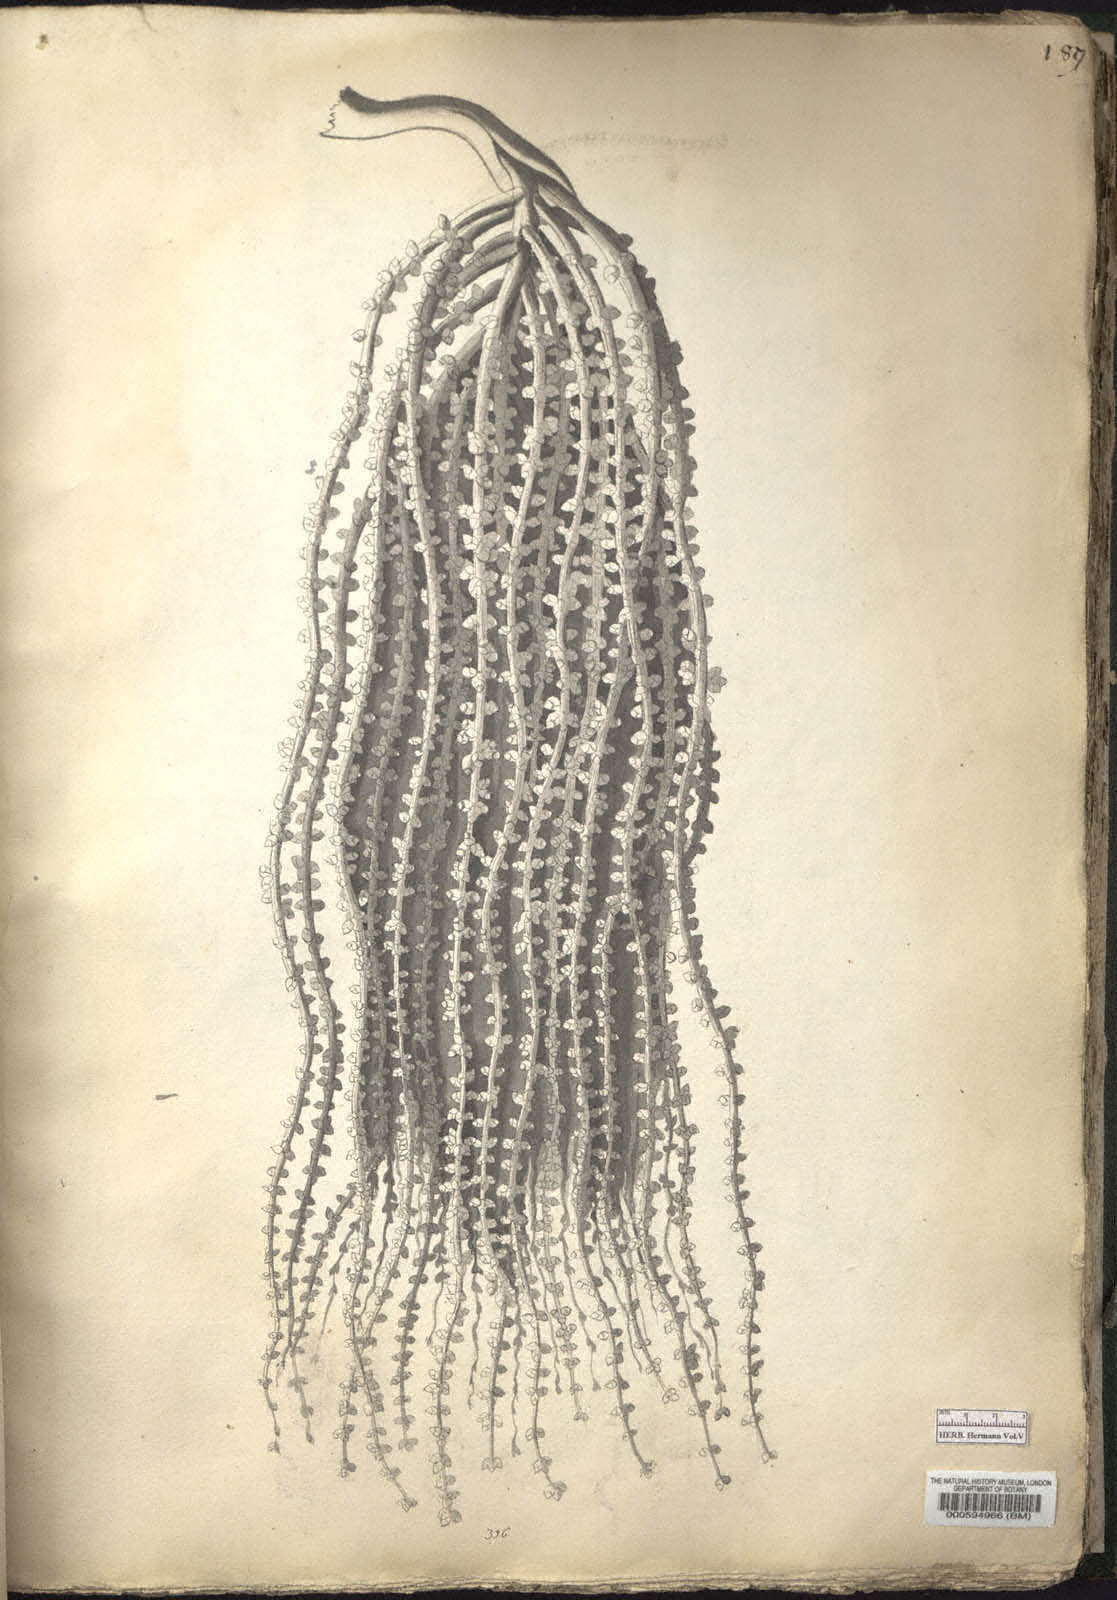 187
HERB. Hermann Vol.V
THE NATURAL HISTORY MUSEUM, LONDON
DEPARTMENT OF BOTANY
000594966 (BM)
336